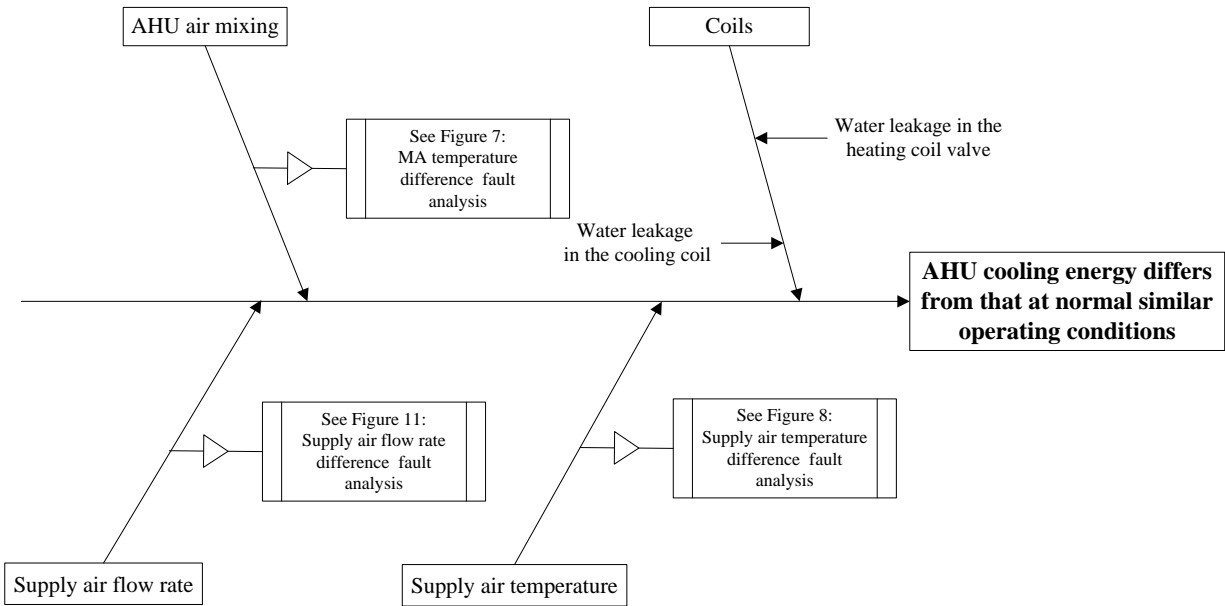 AHU air mixing
Coils
See Figure 7:
MA temperature
difference fault
analysis
Water leakage in the
heating coil valve
Water leakage
in the cooling coil
AHU cooling energy differs
from that at normal similar
operating conditions
See Figure 11:
Supply air flow rate
difference fault
analysis
See Figure 8:
Supply air temperature
difference fault
analysis
Supply air flow rate
Supply air temperature